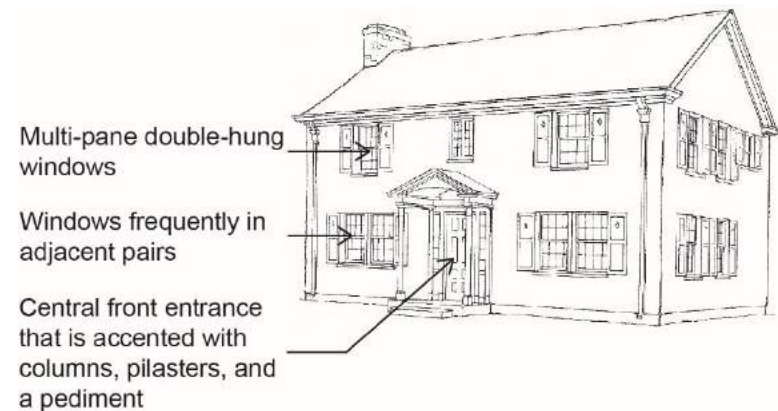 Multi-pane double-hung
windows
Windows frequently in
adjacent pairs
Central front entrance
that is accented with
columns, pilasters, and
a pediment